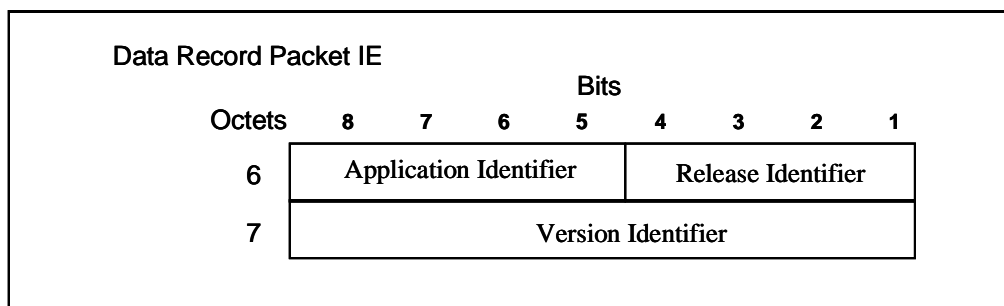 Data Record Packet IE
Bits
Octets 8 7 6 5 4 3 2 1
6 Application Identifier Release Identifier
7 Version Identifier